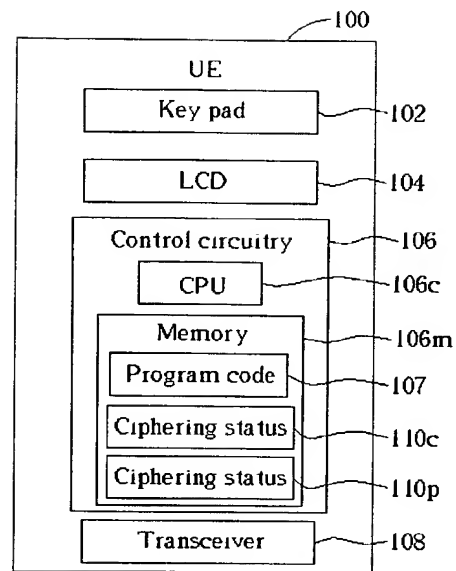 100
UE
Key pad
102
LCD
104
Control circuitry
106
CPU
106c
Memory
106m
Program code
107
Ciphering status
110c
Ciphering status
110p
Transceiver
108